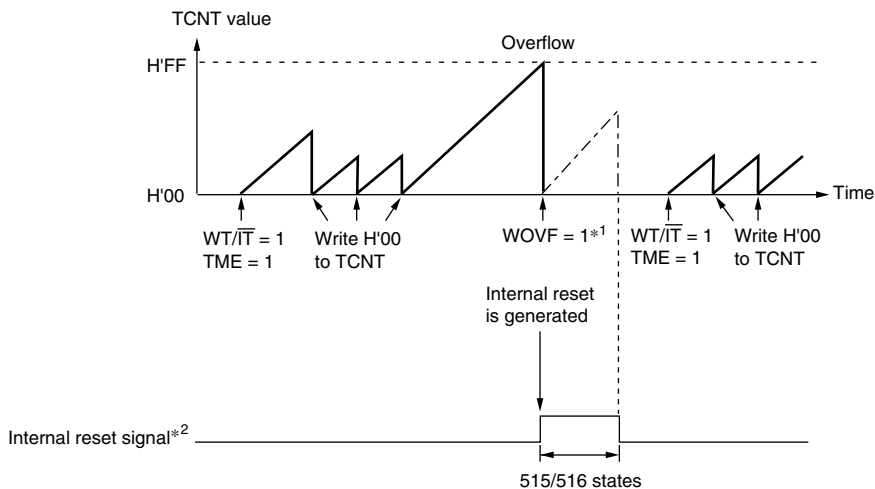 TCNT value
Overflow
H'FF
H'00
Time
WT/IT = 1
TME = 1
Write H'00
to TCNT
WOVF = 1*1
WT/IT = 1
TME = 1
Write H'00
to TCNT
Internal reset
is generated
Internal reset signal*2
515/516 states